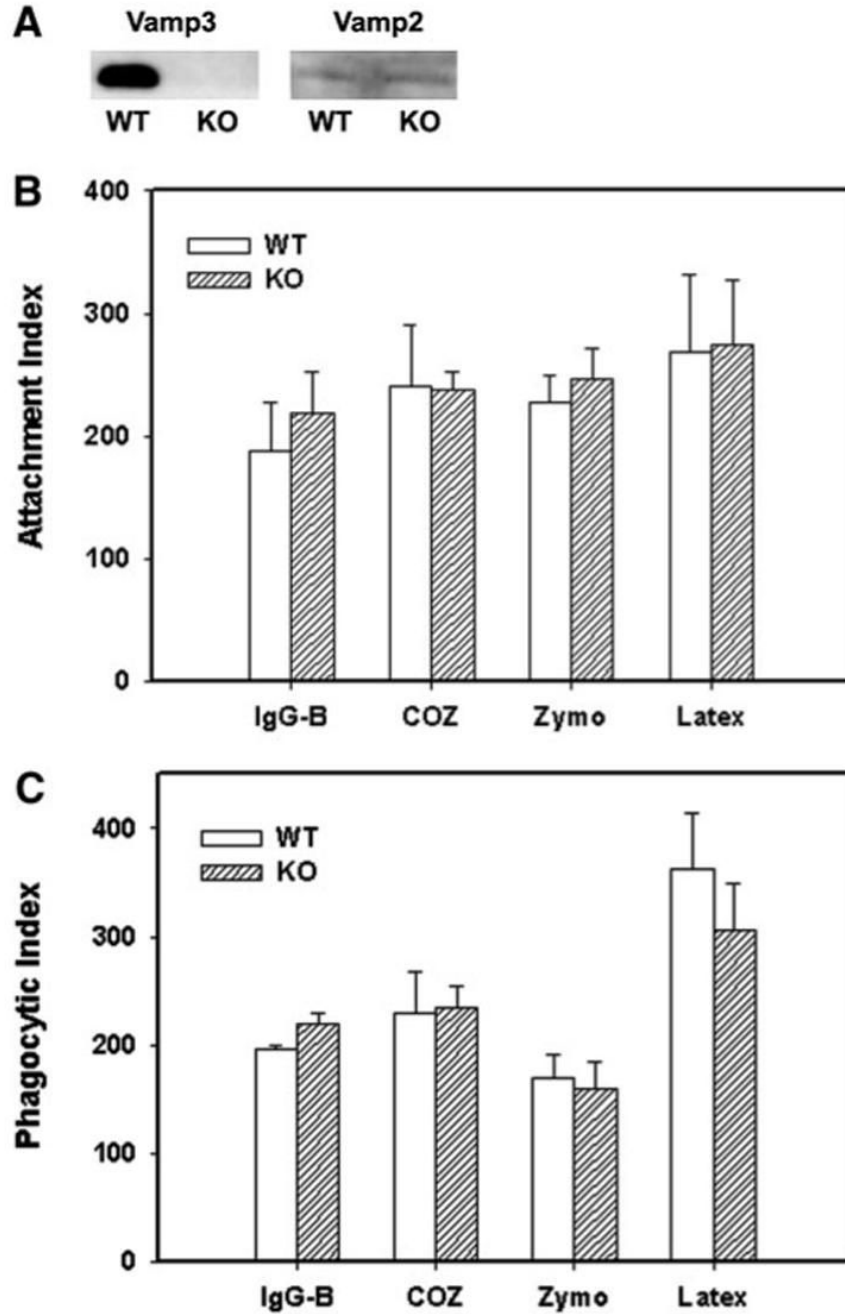 A
Vamp3 Vamp2
WT KO WT KO
B
400
WT
KO
300
200
100
0
Attachment Index
IgG-B COZ Zymo Latex
C
400
WT
KO
300
200
100
0
Phagocytic Index
IgG-B COZ Zymo Latex